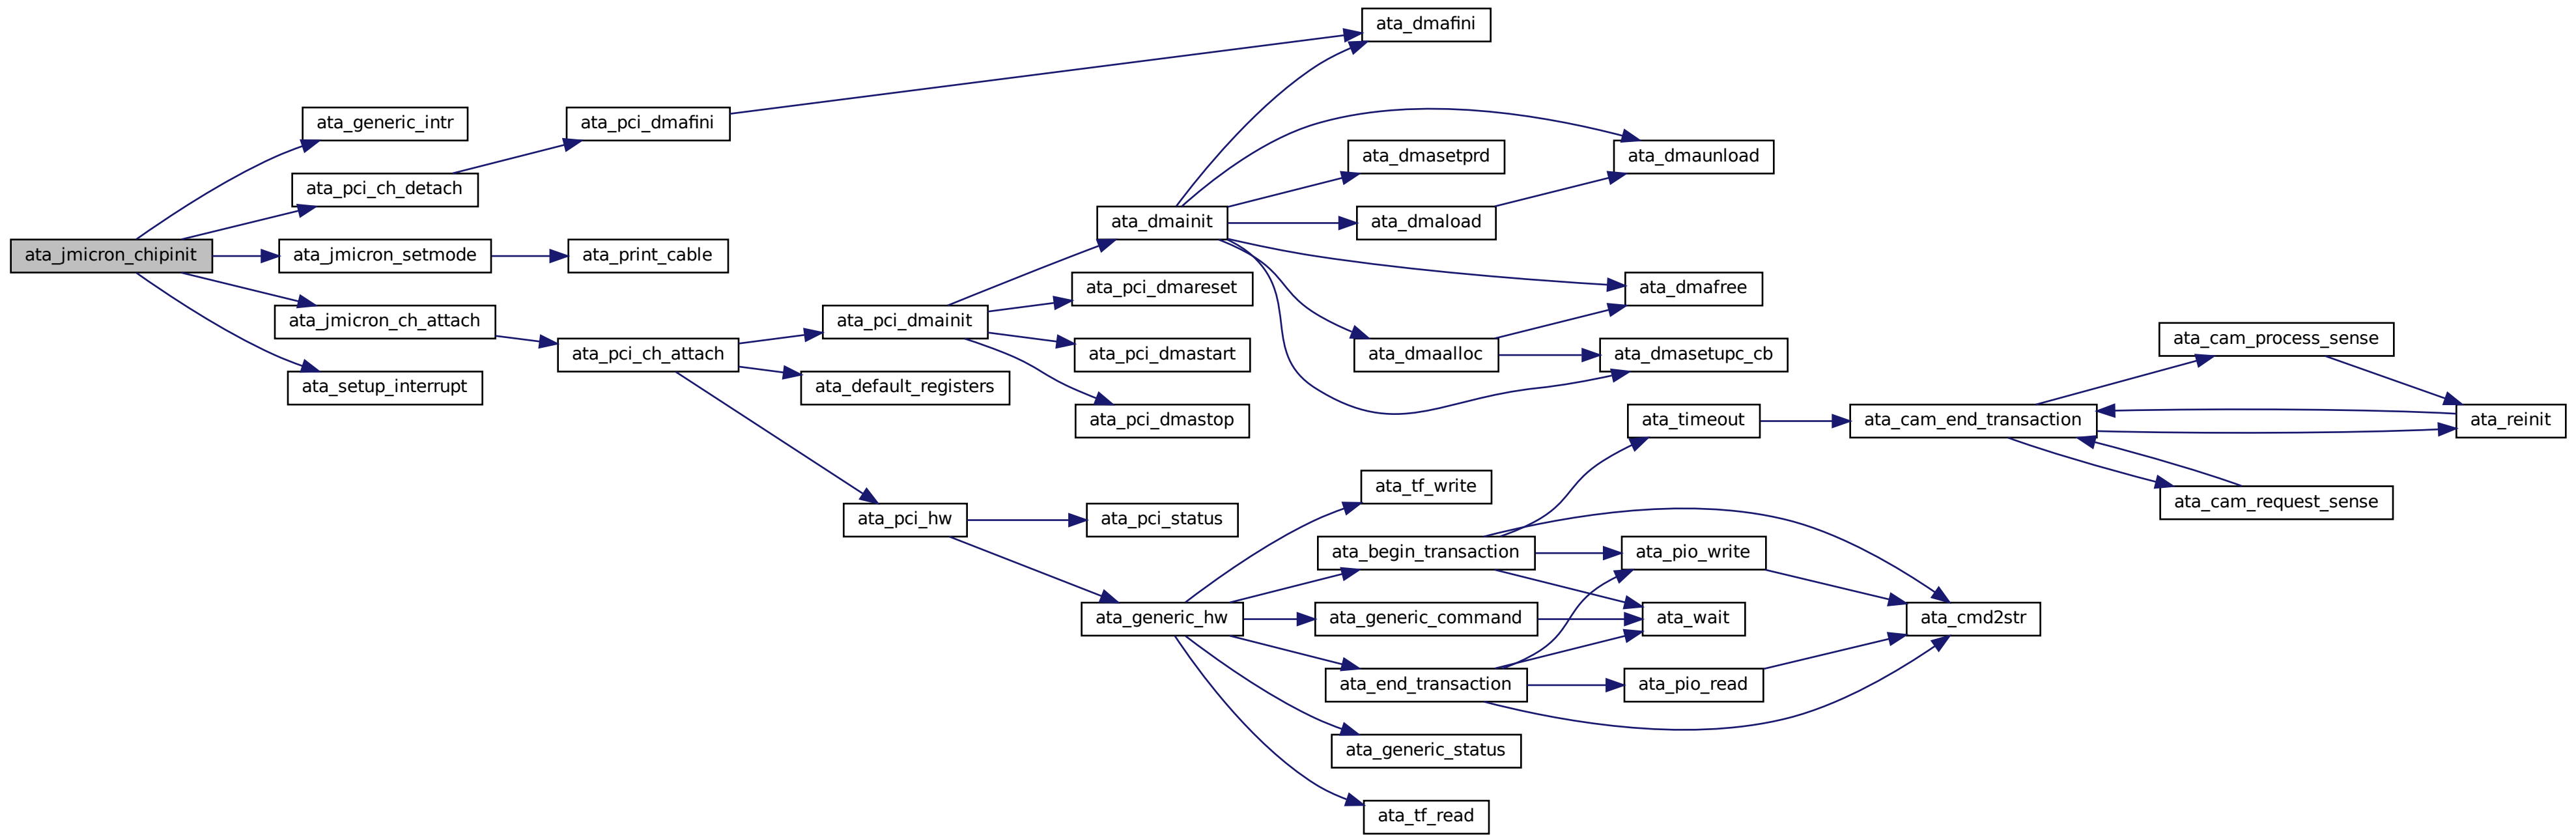 ata_jmicron_chipinit
ata_generic_intr
ata_pci_ch_detach
ata_jmicron_setmode
ata_jmicron_ch_attach
ata_setup_interrupt
ata_pci_dmafini
ata_print_cable
ata_pci_ch_attach
ata_pci_dmainit
ata_default_registers
ata_pci_hw
ata_dmainit
ata_pci_dmareset
ata_pci_dmastart
ata_pci_dmastop
ata_pci_status
ata_generic_hw
ata_dmafini
ata_dmasetprd
ata_dmaload
ata_dmaalloc
ata_tf_write
ata_begin_transaction
ata_generic_command
ata_end_transaction
ata_generic_status
ata_tf_read
ata_dmaunload
ata_dmafree
ata_dmasetupc_cb
ata_timeout
ata_pio_write
ata_wait
ata_pio_read
ata_cam_end_transaction
ata_cmd2str
ata_cam_process_sense
ata_cam_request_sense
ata_reinit